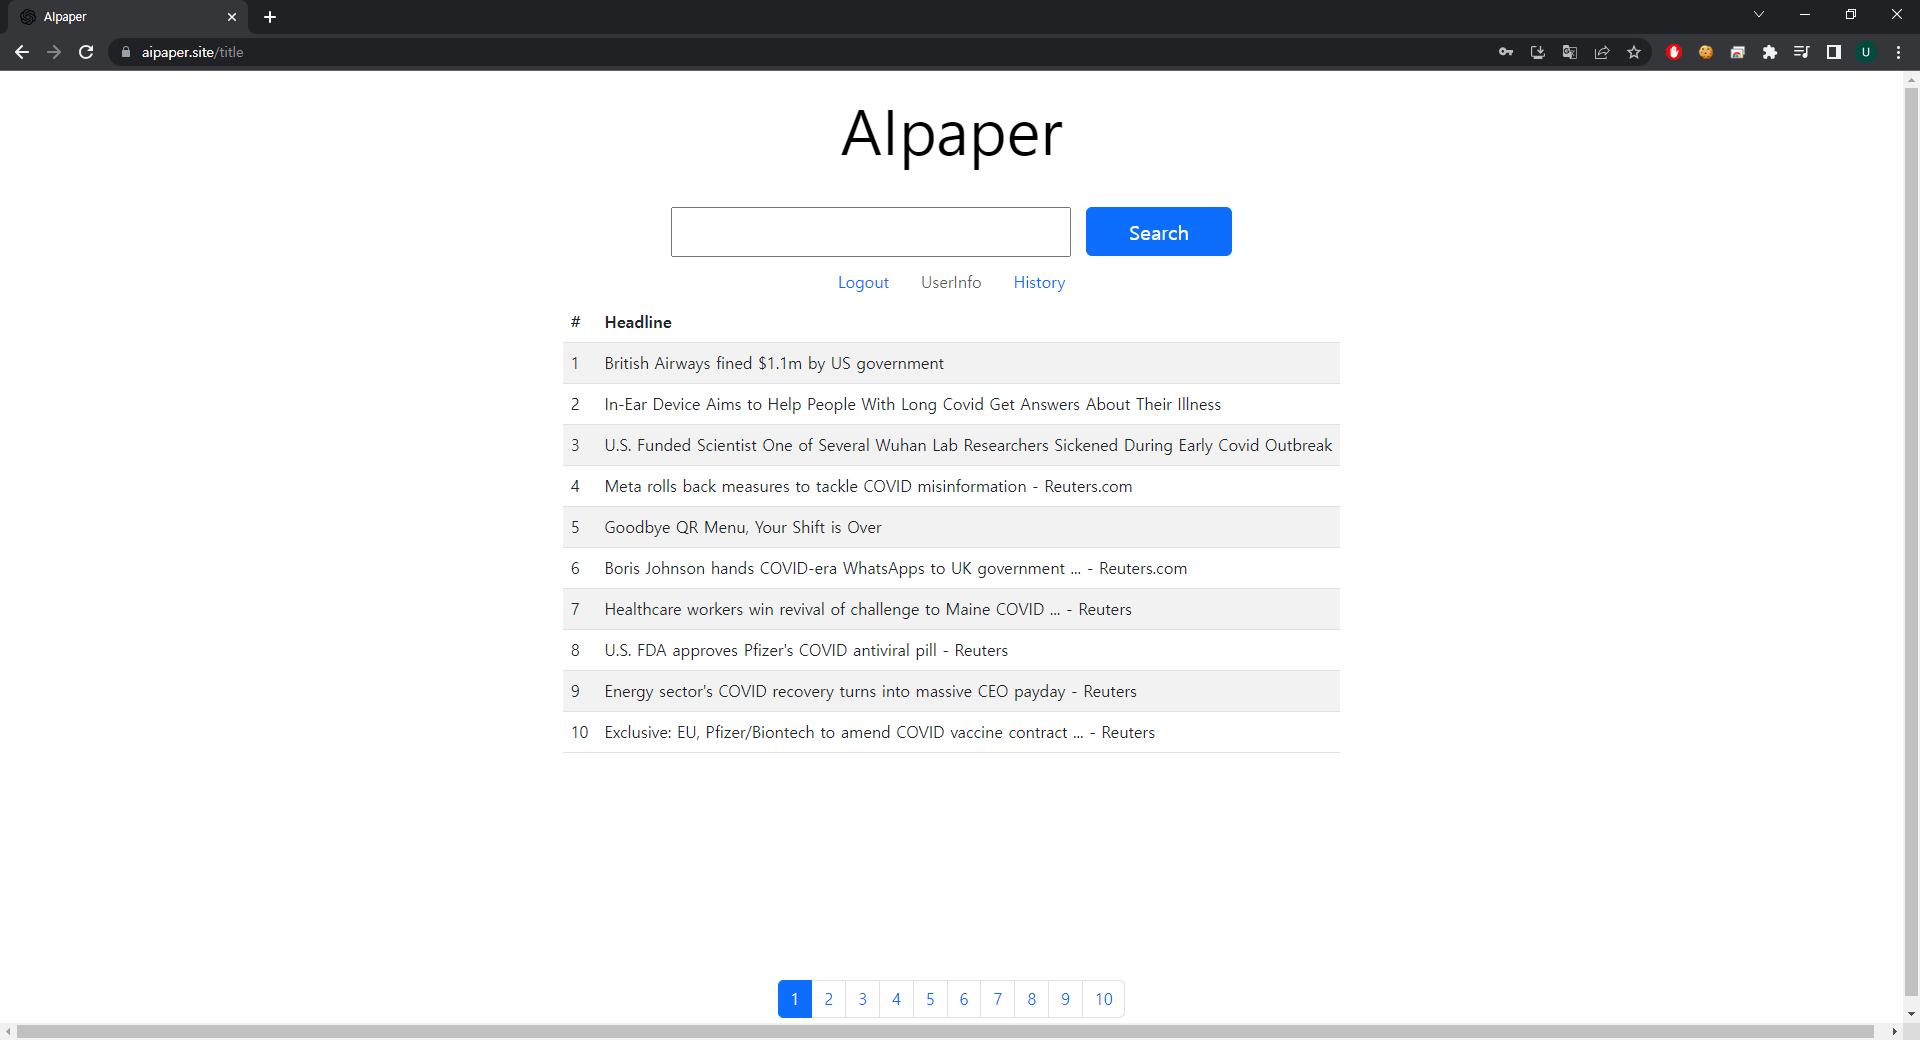 AIpaper
aipaper.site/title
U
AIpaper
Search
Logout UserInfo History
# Headline
1 British Airways fined $1.1m by US government
2 In-Ear Device Aims to Help People With Long Covid Get Answers About Their Illness
3 U.S. Funded Scientist One of Several Wuhan Lab Researchers Sickened During Early Covid Outbreak
4 Meta rolls back measures to tackle COVID misinformation - Reuters.com
5 Goodbye QR Menu, Your Shift is Over
6 Boris Johnson hands COVID-era WhatsApps to UK government ... - Reuters.com
7 Healthcare workers win revival of challenge to Maine COVID ... - Reuters
8 U.S. FDA approves Pfizer's COVID antiviral pill - Reuters
9 Energy sector's COVID recovery turns into massive CEO payday - Reuters
10 Exclusive: EU, Pfizer/Biontech to amend COVID vaccine contract ... - Reuters
1 2 3 4 5 6 7 8 9 10